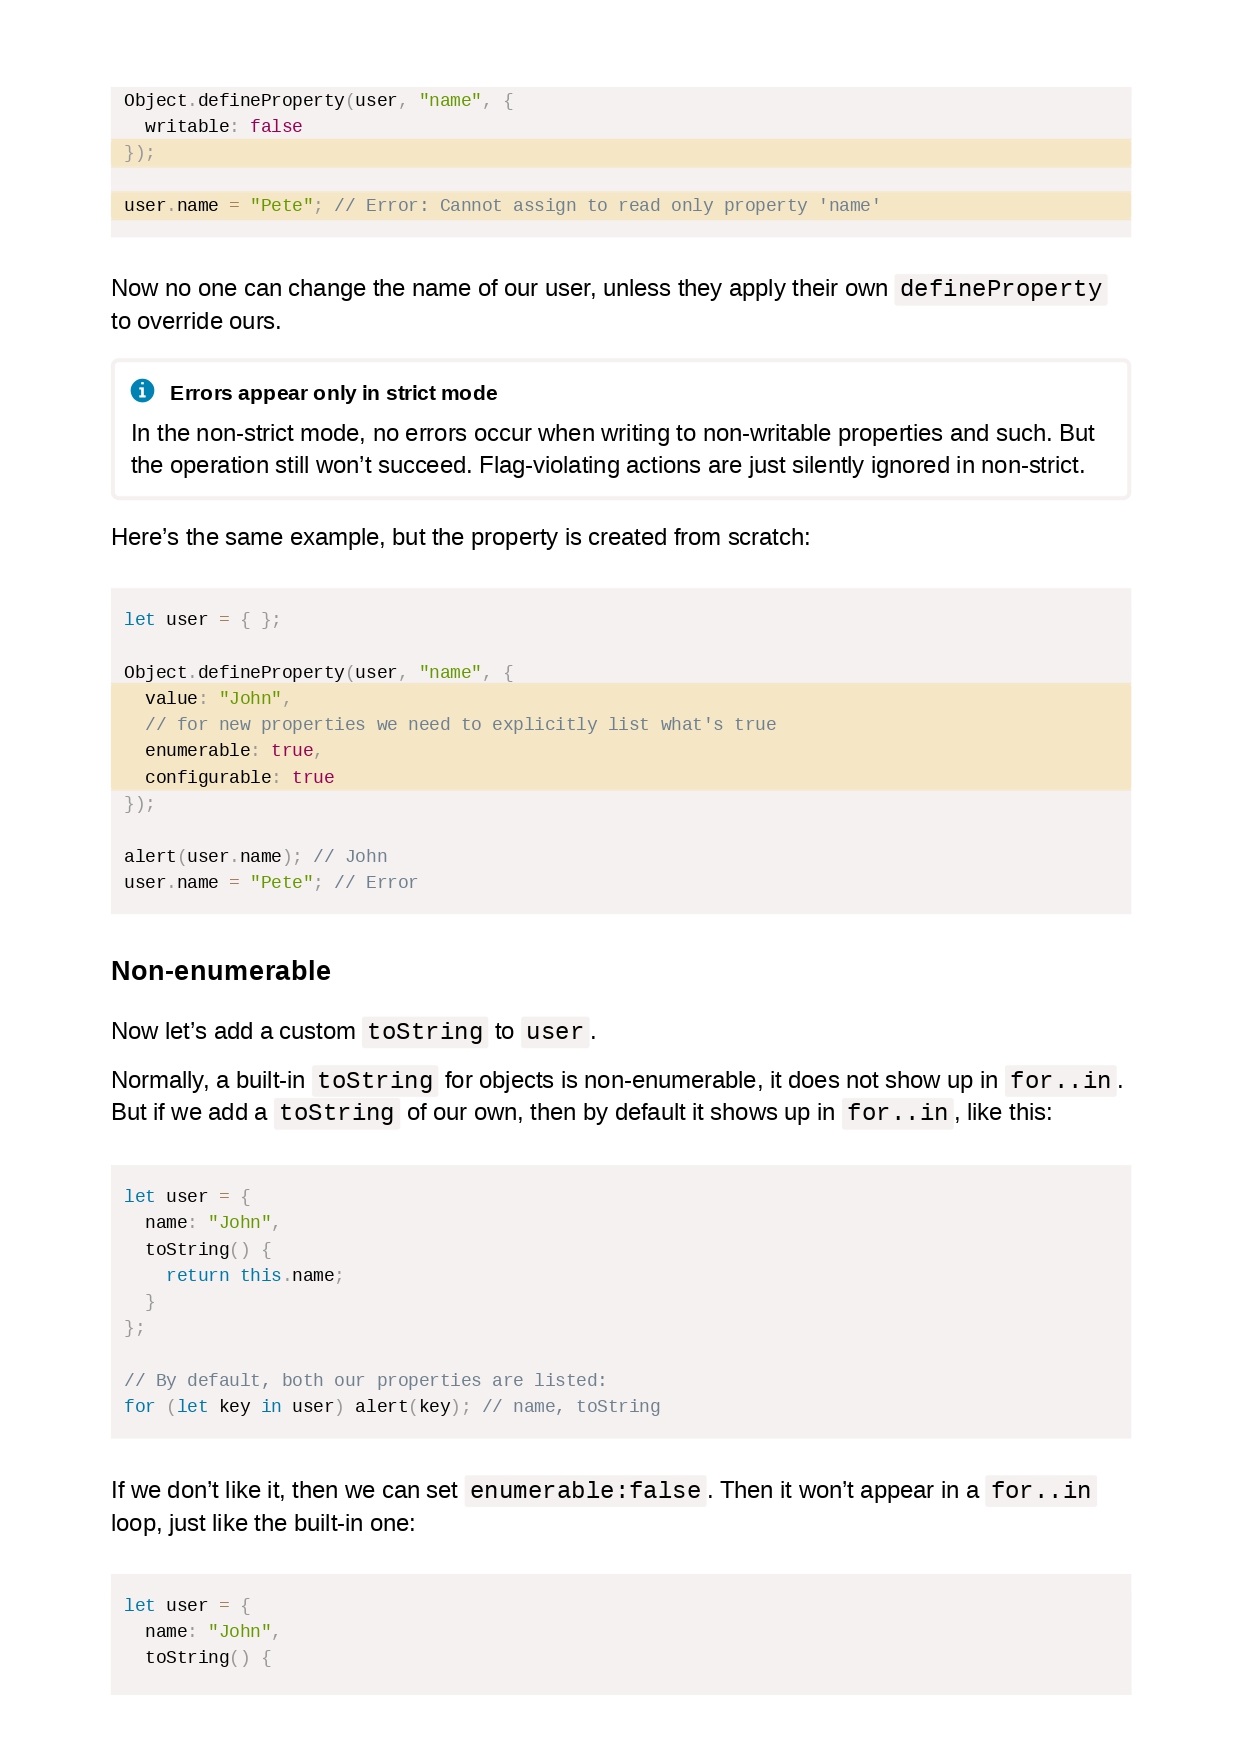 Object.defineProperty(user, "name", {
  writable: false
});

user.name = "Pete"; // Error: Cannot assign to read only property 'name'

Now no one can change the name of our user, unless they apply their own defineProperty
to override ours.

Errors appear only in strict mode
In the non-strict mode, no errors occur when writing to non-writable properties and such. But
the operation still won’t succeed. Flag-violating actions are just silently ignored in non-strict.

Here’s the same example, but the property is created from scratch:

let user = { };

Object.defineProperty(user, "name", {
  value: "John",
  // for new properties we need to explicitly list what's true
  enumerable: true,
  configurable: true
});

alert(user.name); // John
user.name = "Pete"; // Error

Non-enumerable

Now let’s add a custom toString to user.

Normally, a built-in toString for objects is non-enumerable, it does not show up in for..in.
But if we add a toString of our own, then by default it shows up in for..in, like this:

let user = {
  name: "John",
  toString() {
    return this.name;
  }
};

// By default, both our properties are listed:
for (let key in user) alert(key); // name, toString

If we don’t like it, then we can set enumerable:false. Then it won’t appear in a for..in
loop, just like the built-in one:

let user = {
  name: "John",
  toString() {